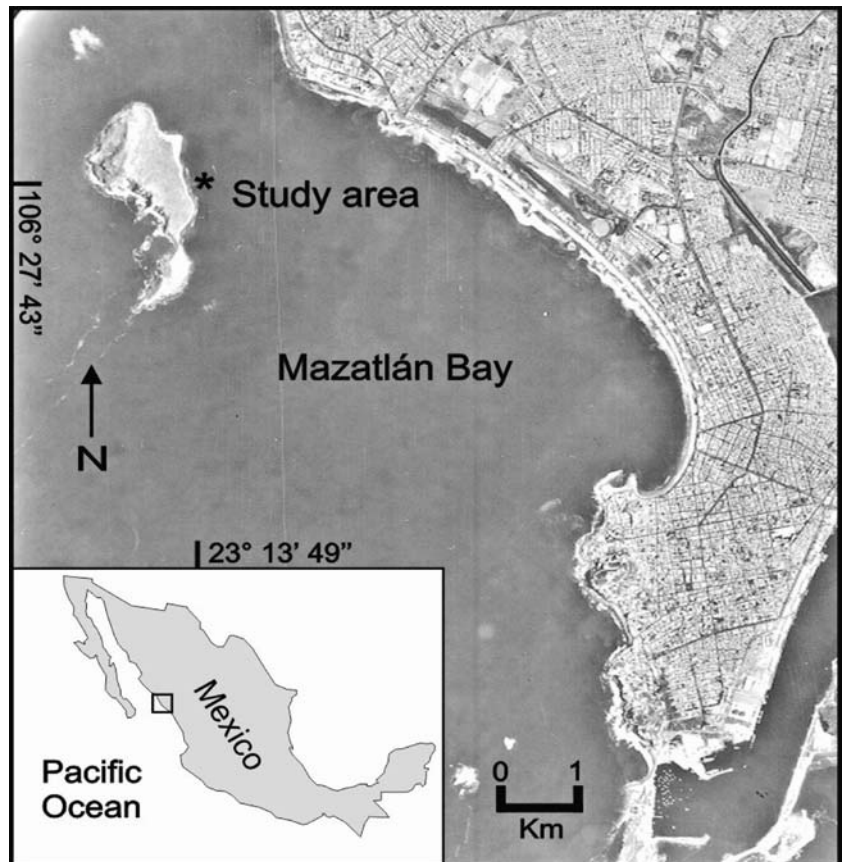 * Study area
106° 27’ 43”
Mazatlán Bay
N
23° 13’ 49”
Mexico
Pacific
Ocean
0 1
Km